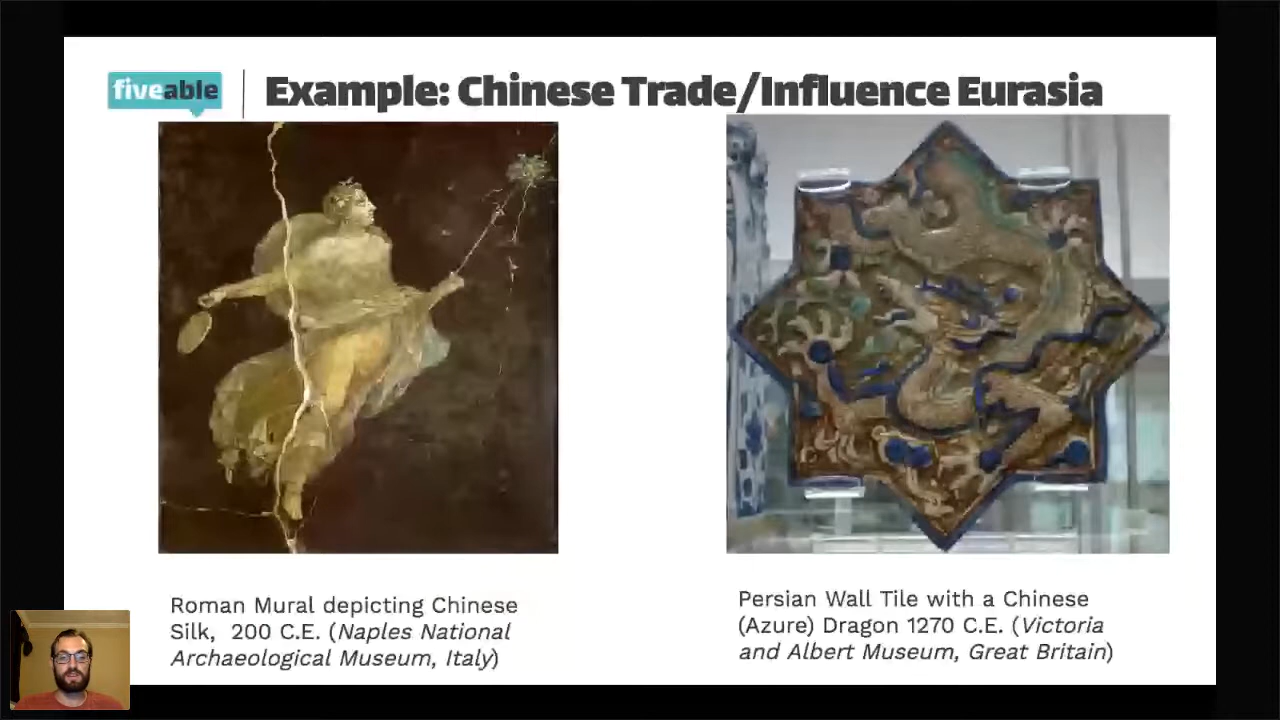 fiveable
Example: Chinese Trade/Influence Eurasia
Roman Mural depicting Chinese
Silk, 200 C.E. (Naples National
Archaeological Museum, Italy)
Persian Wall Tile with a Chinese
(Azure) Dragon 1270 C.E. (Victoria
and Albert Museum, Great Britain)